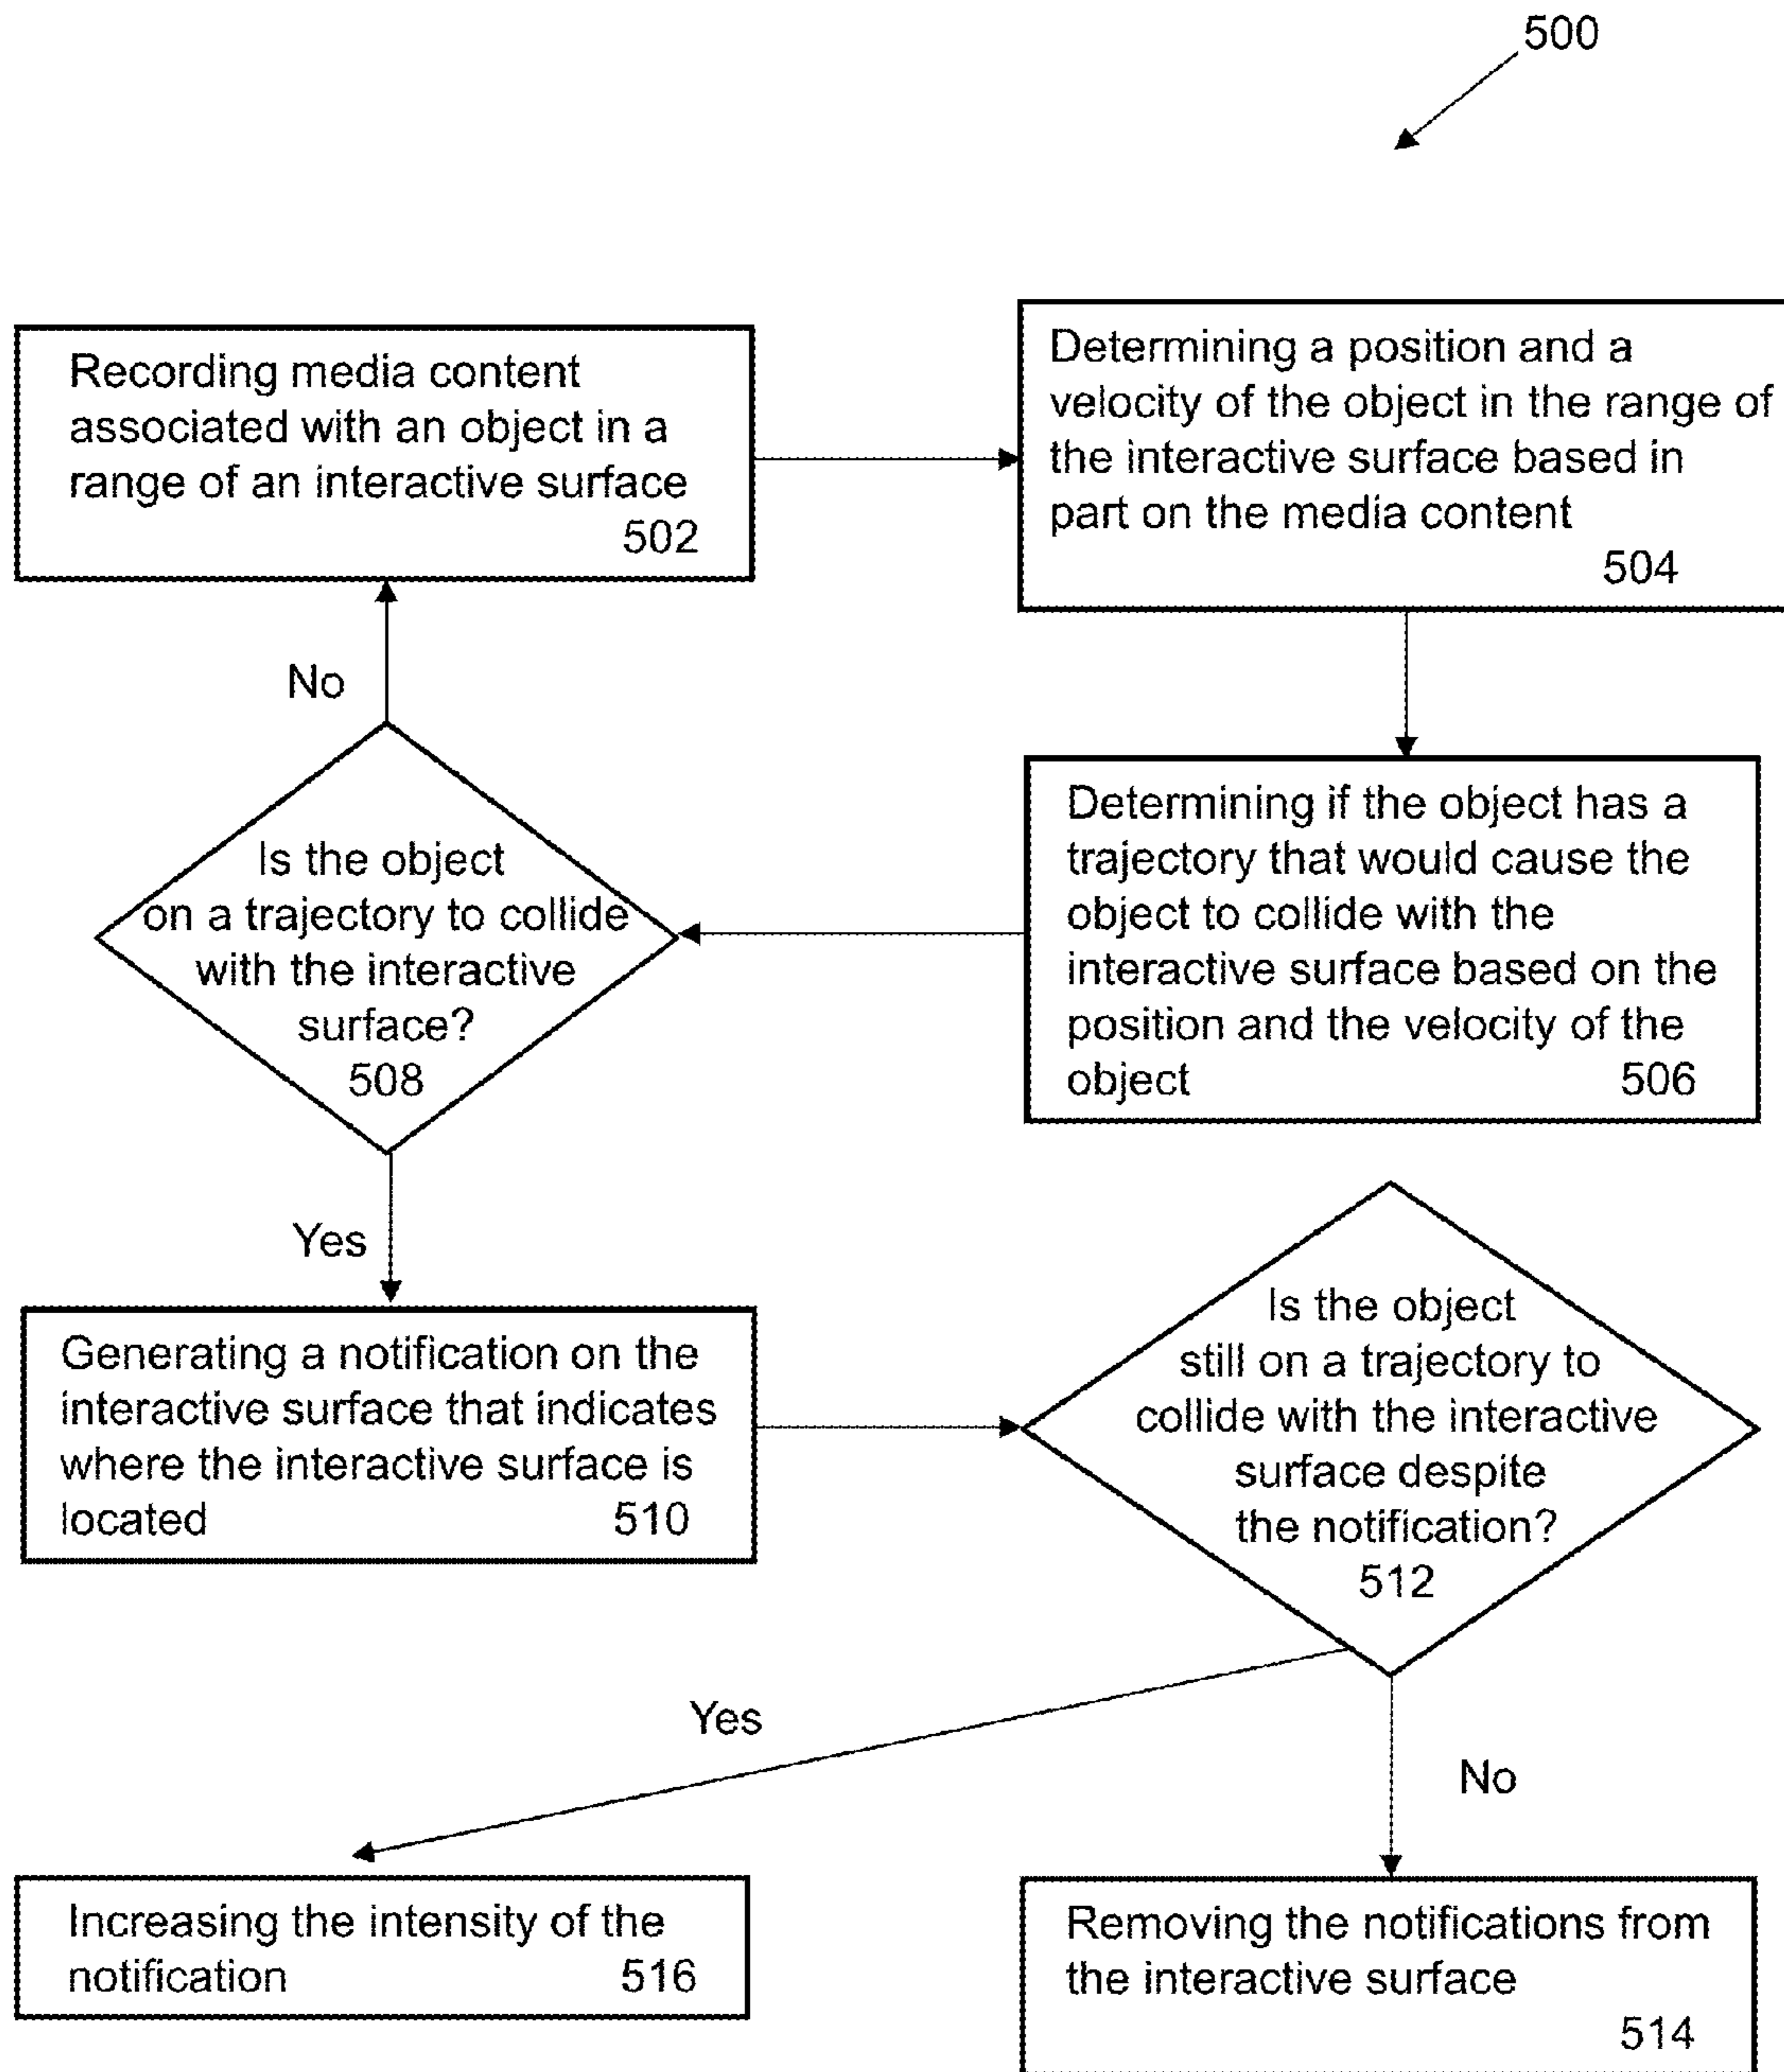 500
Recording media content
associated with an object in a
range of an interactive surface
502
Determining a position and a
velocity of the object in the range of
the interactive surface based in
part on the media content
504
Determining if the object has a
trajectory that would cause the
object to collide with the
interactive surface based on the
position and the velocity of the
object 506
No
Is the object
on a trajectory to collide
with the interactive
surface?
508
Yes
Generating a notification on the
interactive surface that indicates
where the interactive surface is
located 510
Is the object
still on a trajectory to
collide with the interactive
surface despite
the notification?
512
Yes
No
Increasing the intensity of the
notification 516
Removing the notifications from
the interactive surface
514